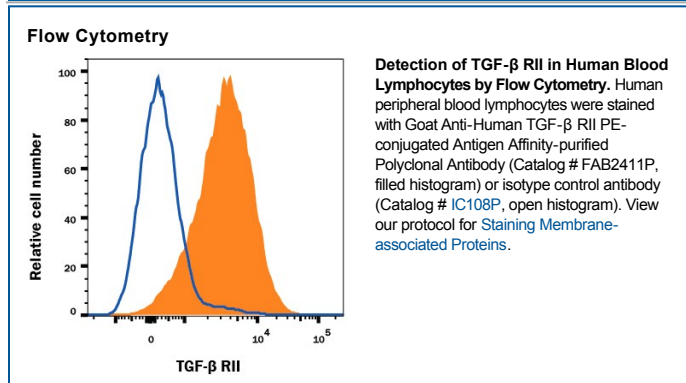 Flow Cytometry
Detection of TGF-β RII in Human Blood
Lymphocytes by Flow Cytometry. Human
peripheral blood lymphocytes were stained
with Goat Anti-Human TGF-β RII PE-
conjugated Antigen Affinity-purified
Polyclonal Antibody (Catalog # FAB2411P,
filled histogram) or isotype control antibody
(Catalog # IC108P, open histogram). View
our protocol for Staining Membrane-
associated Proteins.
Relative cell number
100
80
60
40
20
0
0 10⁴ 10⁵
TGF-β RII